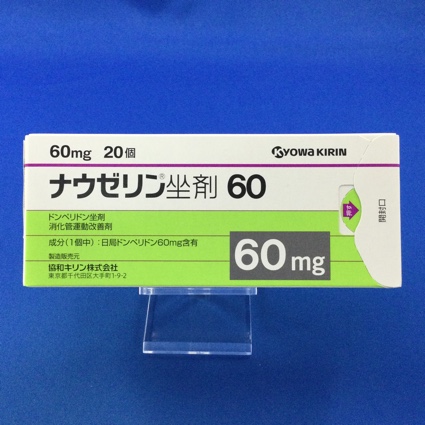 60mg 20個
KYOWA KIRIN
ナウゼリン®坐剤 60
ドンペリドン坐剤
消化管運動改善剤
成分(1個中):日局ドンペリドン60mg含有
60mg
製造販売元
協和キリン株式会社
東京都千代田区大手町1-9-2
開封口